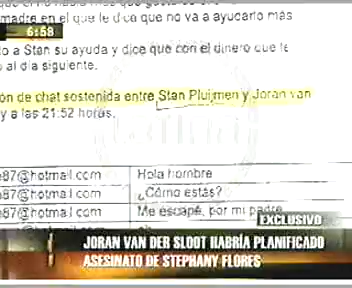 madre en el que le dice que no va a ayudarlo más
6:58
o a Stan su ayuda y dice que con el dinero que le
al día siguiente.
ón de chat sostenida entre Stan Pluijmen y Joran van
y a las 21:52 horas.
87@hotmail.com Hola hombre
87@hotmail.com ¿Cómo estás?
87@hotmail.com Me escapé, por mi padre
EXCLUSIVO
JORAN VAN DER SLOOT HABRÍA PLANIFICADO
ASESINATO DE STEPHANY FLORES